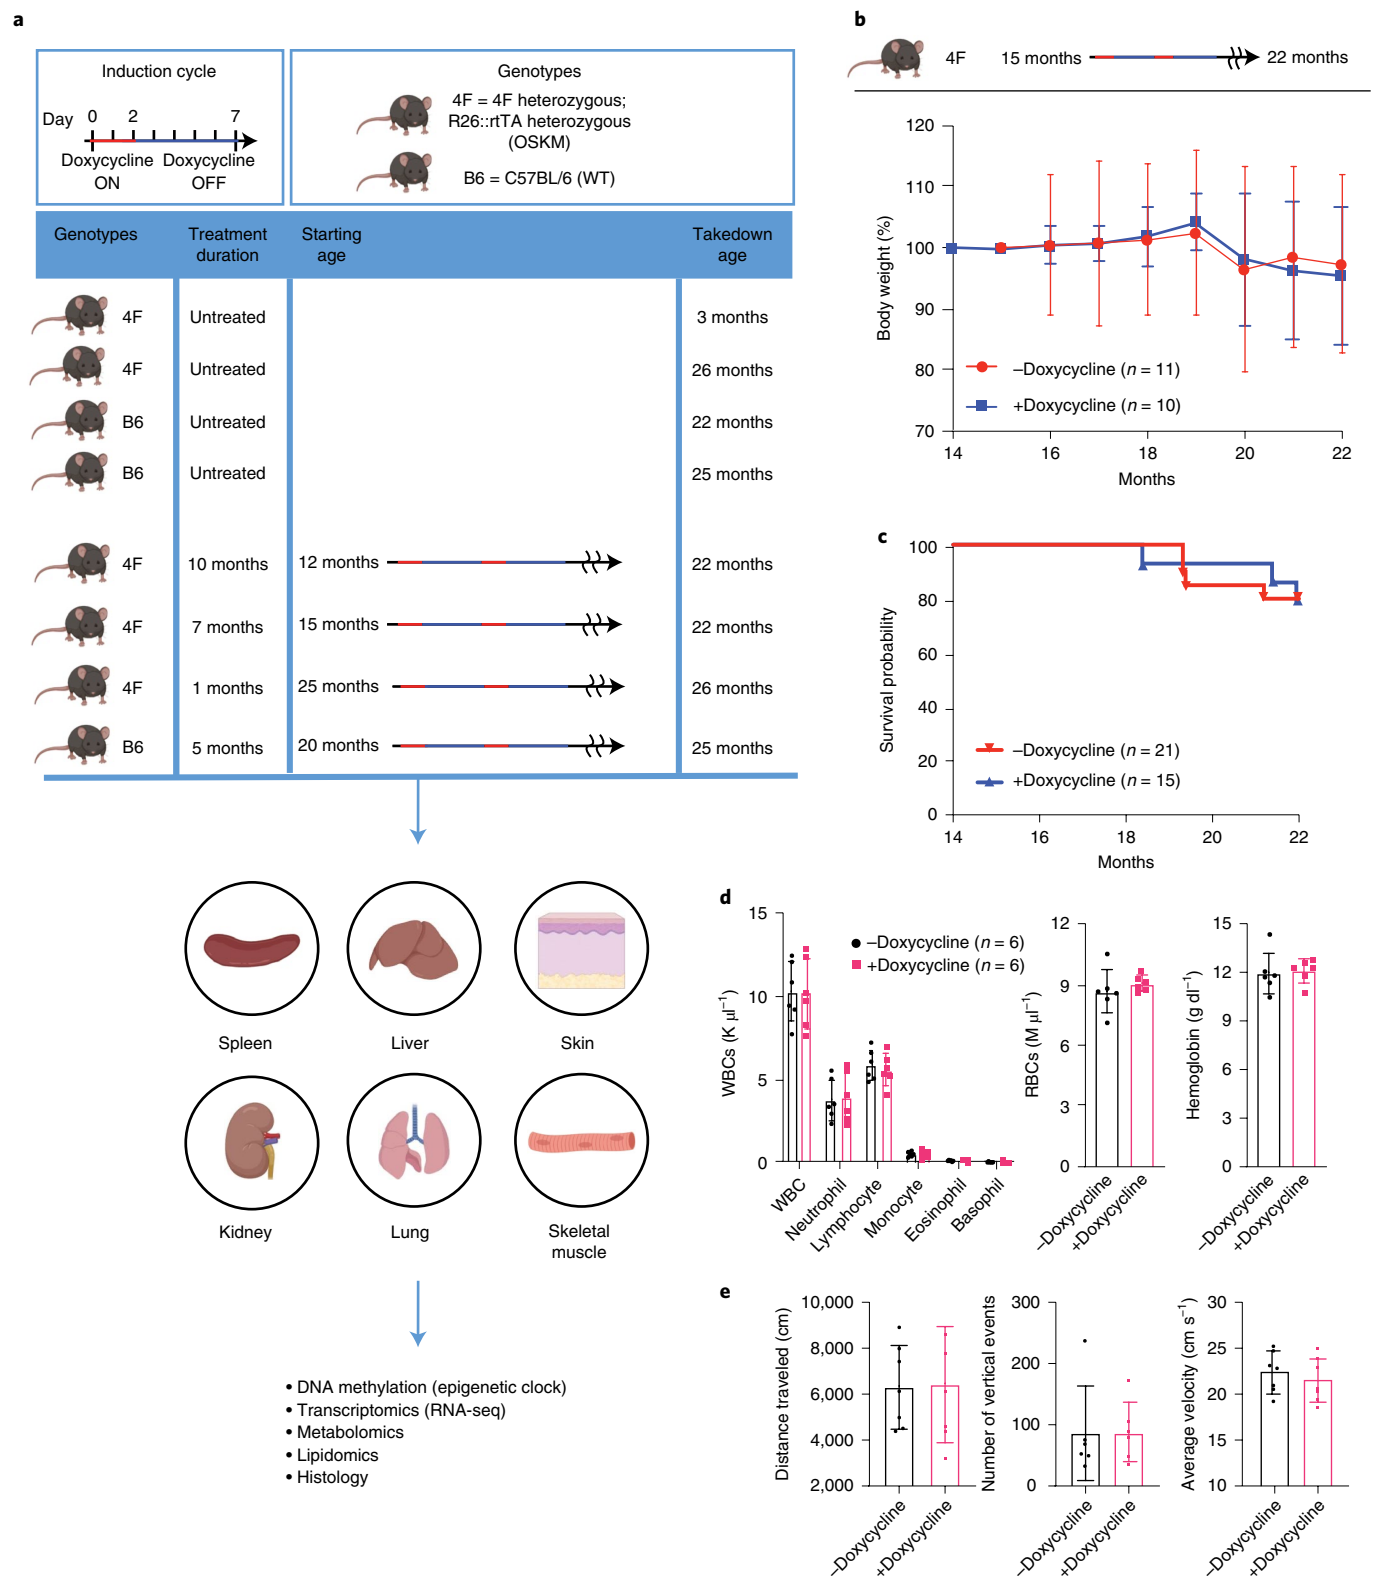 a
Induction cycle
Day 0 2 7
Doxycycline Doxycycline
ON OFF
Genotypes
4F = 4F heterozygous;
R26::rtTA heterozygous
(OSKM)
B6 = C57BL/6 (WT)
Genotypes Treatment Starting Takedown
duration age age
4F Untreated 3 months
4F Untreated 26 months
B6 Untreated 22 months
B6 Untreated 25 months
4F 10 months 12 months 22 months
4F 7 months 15 months 22 months
4F 1 months 25 months 26 months
B6 5 months 20 months 25 months
Spleen Liver Skin
Kidney Lung Skeletal
muscle
• DNA methylation (epigenetic clock)
• Transcriptomics (RNA-seq)
• Metabolomics
• Lipidomics
• Histology
b
4F 15 months 22 months
Body weight (%)
120
110
100
90
80
70
–Doxycycline (n = 11)
+Doxycycline (n = 10)
14 16 18 20 22
Months
c
Survival probability
100
80
60
40
20
0
–Doxycycline (n = 21)
+Doxycycline (n = 15)
14 16 18 20 22
Months
d
WBCs (K μl⁻¹)
15
10
5
0
–Doxycycline (n = 6)
+Doxycycline (n = 6)
WBC
Neutrophil
Lymphocyte
Monocyte
Eosinophil
Basophil
RBCs (M μl⁻¹)
12
9
6
3
0
–Doxycycline
+Doxycycline
Hemoglobin (g dl⁻¹)
15
12
9
6
3
0
–Doxycycline
+Doxycycline
e
Distance traveled (cm)
10,000
8,000
6,000
4,000
2,000
–Doxycycline
+Doxycycline
Number of vertical events
300
200
100
0
–Doxycycline
+Doxycycline
Average velocity (cm s⁻¹)
30
25
20
15
10
–Doxycycline
+Doxycycline